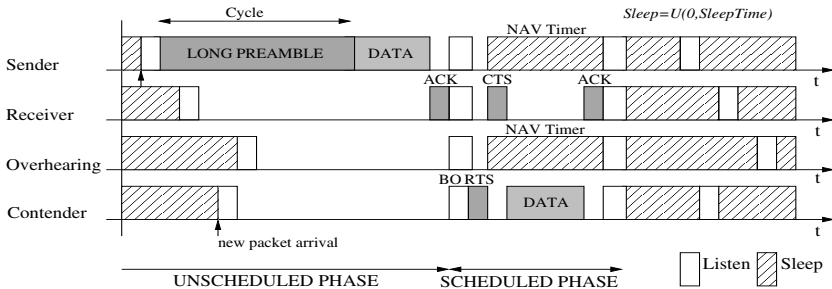 Cycle
NAV Timer
Sleep=U(0,SleepTime)
Sender
LONG PREAMBLE
DATA
t
ACK
CTS
ACK
Receiver
t
NAV Timer
Overhearing
t
BO RTS
Contender
DATA
t
new packet arrival
Listen
Sleep
UNSCHEDULED PHASE
SCHEDULED PHASE